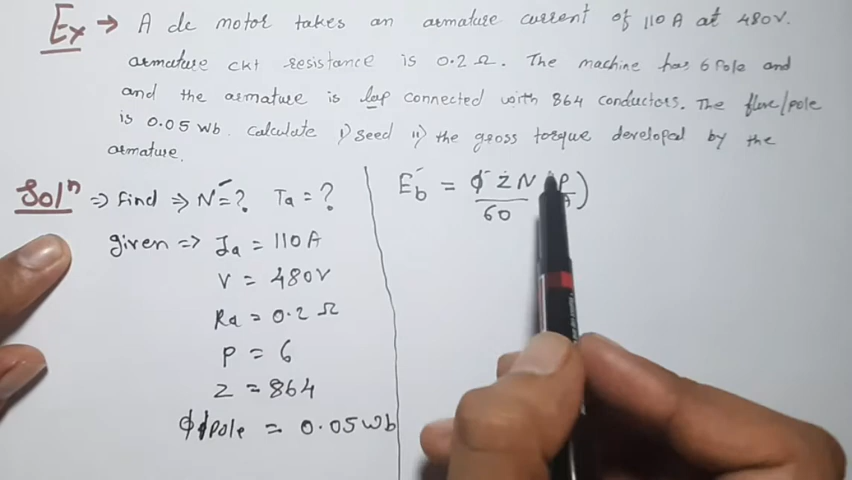 Ex → A dc motor takes an armature current of 110 A at 480V.
armature ckt resistance is 0.2 Ω. The machine has 6 Pole and
and the armature is lap connected with 864 conductors. The flux/pole
is 0.05 wb. Calculate i) Seed ii) the gross torque developed by the
armature.
Solⁿ ⇒ Find ⇒ N = ? Ta = ?
given ⇒ Ia = 110 A
V = 480V
Ra = 0.2 Ω
P = 6
Z = 864
ϕ/Pole = 0.05 wb
Eb = ϕ Z N / 60 (P/A)